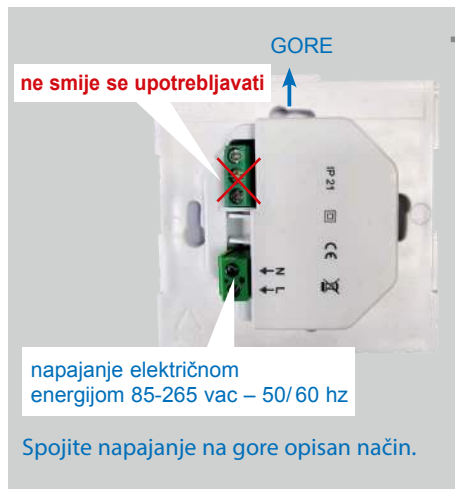 GORE
ne smije se upotrebljavati
IP 21
CE
N
L
napajanje električnom
energijom 85-265 vac – 50/ 60 hz
Spojite napajanje na gore opisan način.